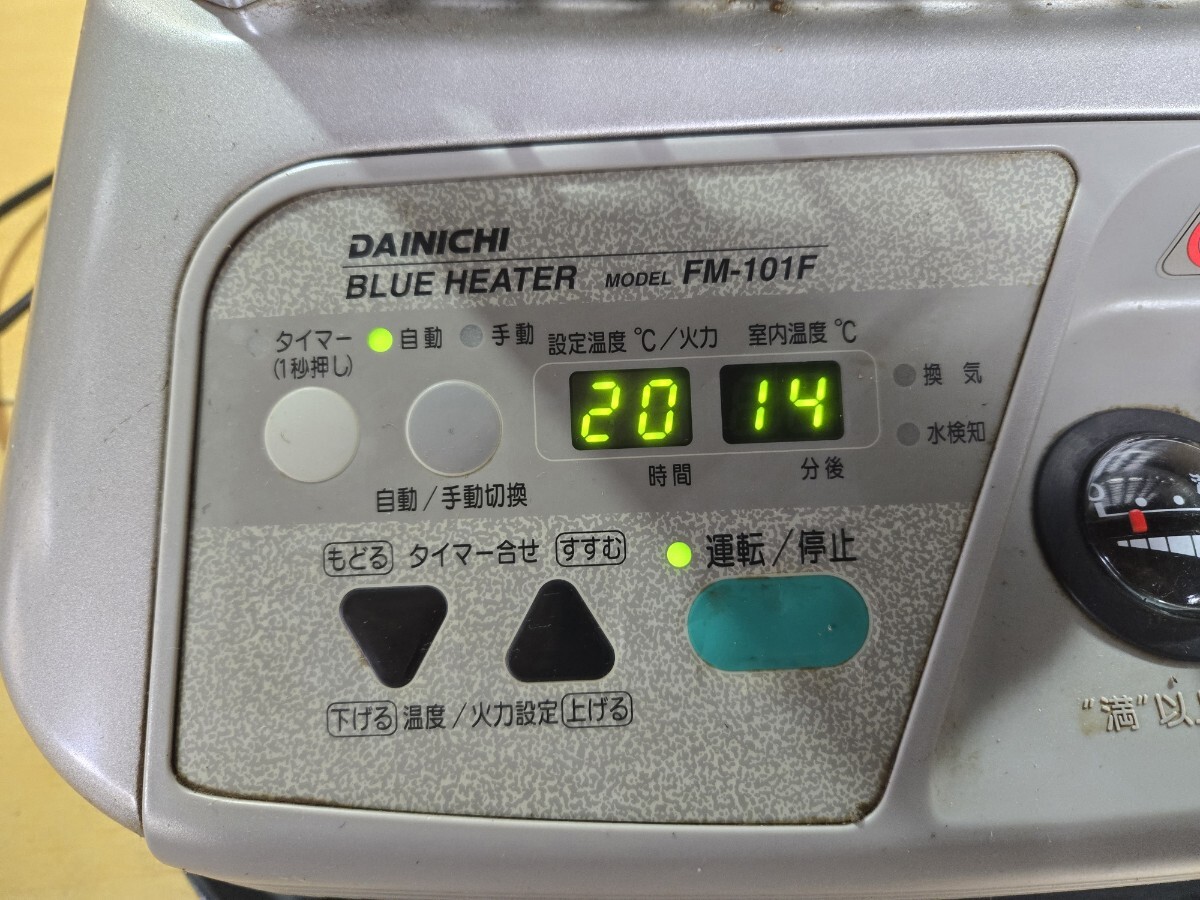 DAINICHI
BLUE HEATER MODEL FM-101F
タイマー 自動 手動 設定温度 ℃/火力 室内温度 ℃
(1秒押し)
20 14
換 気
水検知
時間 分後
自動/手動切換
もどる タイマー合せ すすむ 運転/停止
下げる 温度/火力設定 上げる
"満"以